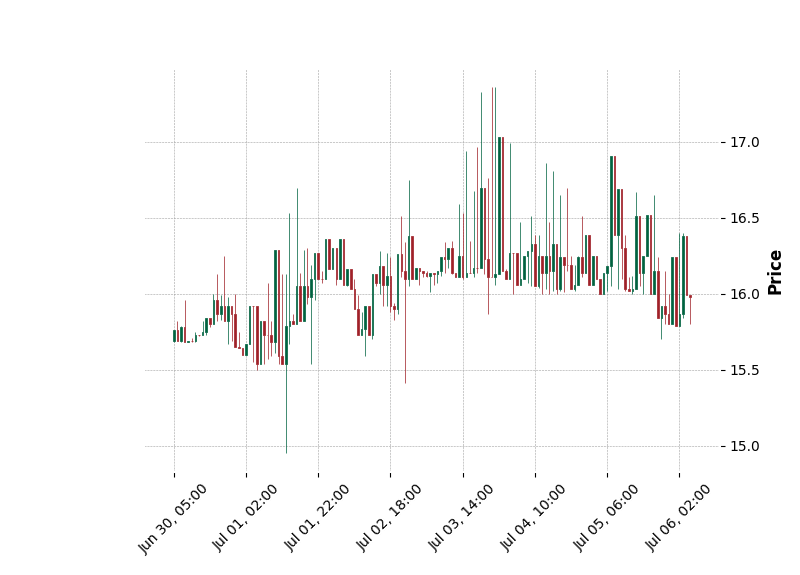 17.0
16.5
16.0
15.5
15.0
Price
Jun 30, 05:00
Jul 01, 02:00
Jul 01, 22:00
Jul 02, 18:00
Jul 03, 14:00
Jul 04, 10:00
Jul 05, 06:00
Jul 06, 02:00